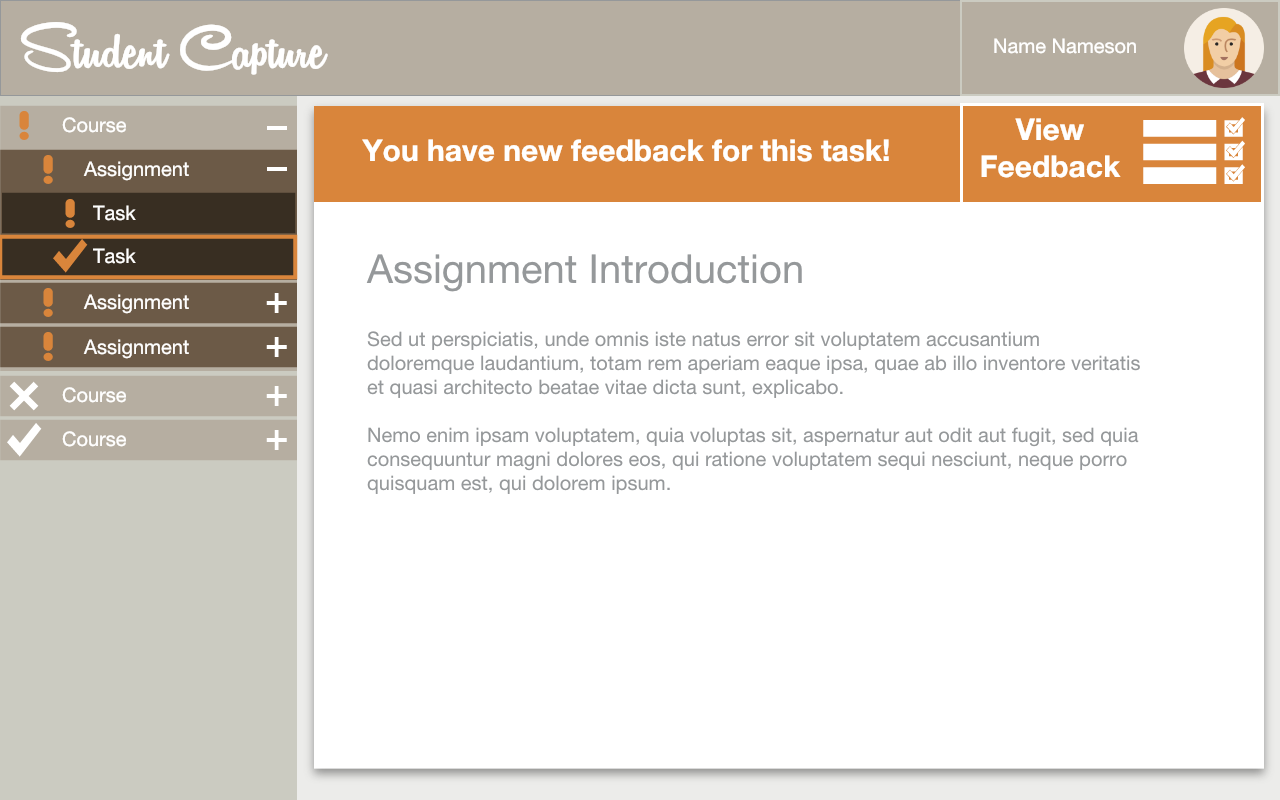 Student Capture
Name Nameson
Course
Assignment
Task
Task
Assignment
Assignment
Course
Course
You have new feedback for this task!
View
Feedback
Assignment Introduction
Sed ut perspiciatis, unde omnis iste natus error sit voluptatem accusantium
doloremque laudantium, totam rem aperiam eaque ipsa, quae ab illo inventore veritatis
et quasi architecto beatae vitae dicta sunt, explicabo.
Nemo enim ipsam voluptatem, quia voluptas sit, aspernatur aut odit aut fugit, sed quia
consequuntur magni dolores eos, qui ratione voluptatem sequi nesciunt, neque porro
quisquam est, qui dolorem ipsum.